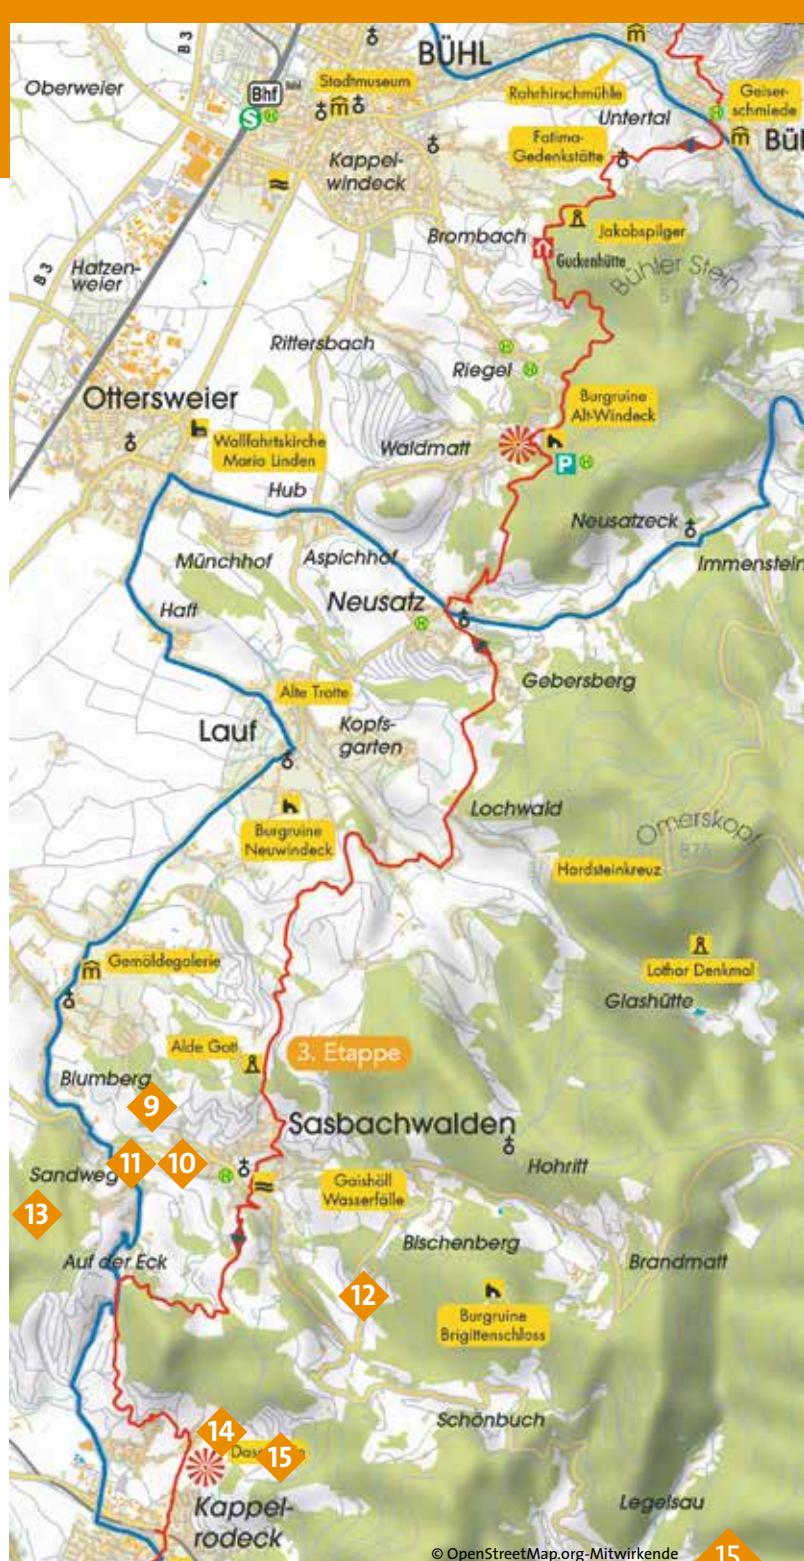 B 3
BÜHL
Oberweier
Bhf
Stadtmuseum
Rohrhirschmühle
Geiser-
schmiede
Untertal
Fatima-
Gedenkstätte
Kappel-
windeck
Brombach
Jakobspilger
Guckenhütte
Bühler Stein
B 3
Hatzen-
weier
Rittersbach
Riegel
Ottersweier
Burgruine
Alt-Windeck
Wallfahrtskirche
Maria Linden
Waldmatt
P
Hub
Neusatzeck
Münchhof
Aspichhof
Immenstein
Haft
Neusatz
Gebersberg
Alte Trotte
Lauf
Kopfs-
garten
Lochwald
Omerskopf
875
Burgruine
Neuwindeck
Hardsteinkreuz
Gemäldegalerie
Lothar Denkmal
Glashütte
Alde Gott
3. Etappe
Blumberg
9
Sasbachwalden
Sandweg
11
10
Hohritt
Gaishöll
Wasserfälle
13
Bischenberg
Auf der Eck
Brandmatt
12
Burgruine
Brigittenschloss
Schönbuch
14
15
Kappel-
rodeck
Legelsau
© OpenStreetMap.org-Mitwirkende
15